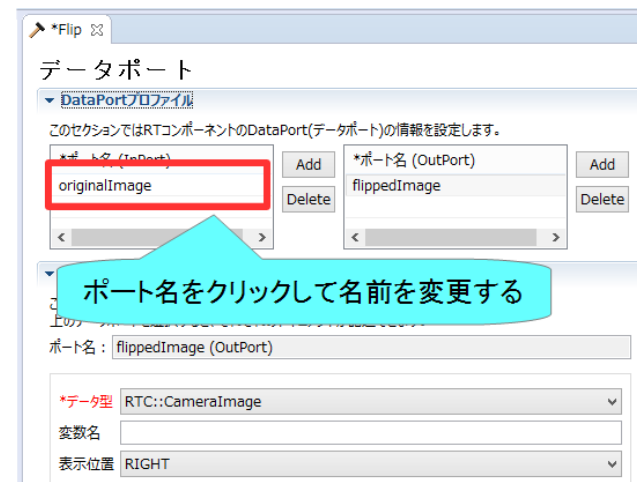 *Flip
データポート
DataPortプロファイル
このセクションではRTコンポーネントのDataPort(データポート)の情報を設定します。
*ポート名 (InPort)
originalImage
Add
Delete
*ポート名 (OutPort)
flippedImage
Add
Delete
ポート名をクリックして名前を変更する
ポート名: flippedImage (OutPort)
*データ型 RTC::CameraImage
変数名
表示位置 RIGHT